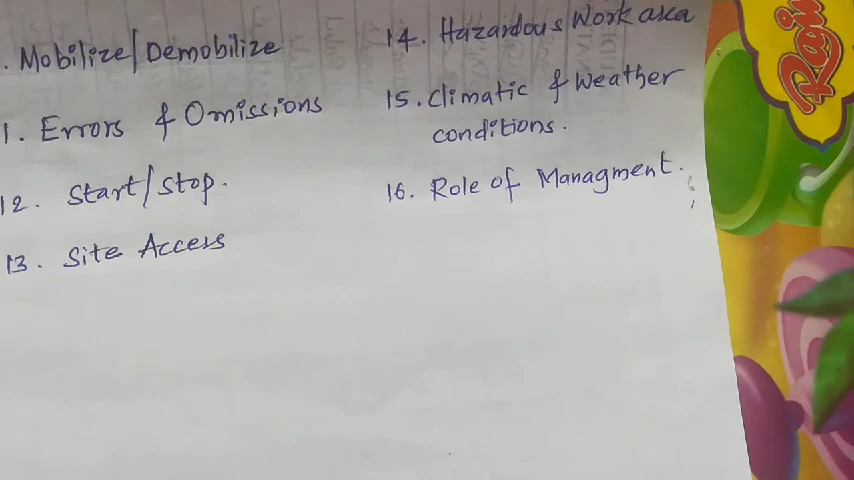 . Mobilize/Demobilize
1. Errors & Omissions
12. Start/Stop.
13. Site Access
14. Hazardous Work area
15. Climatic & Weather
conditions.
16. Role of Managment.